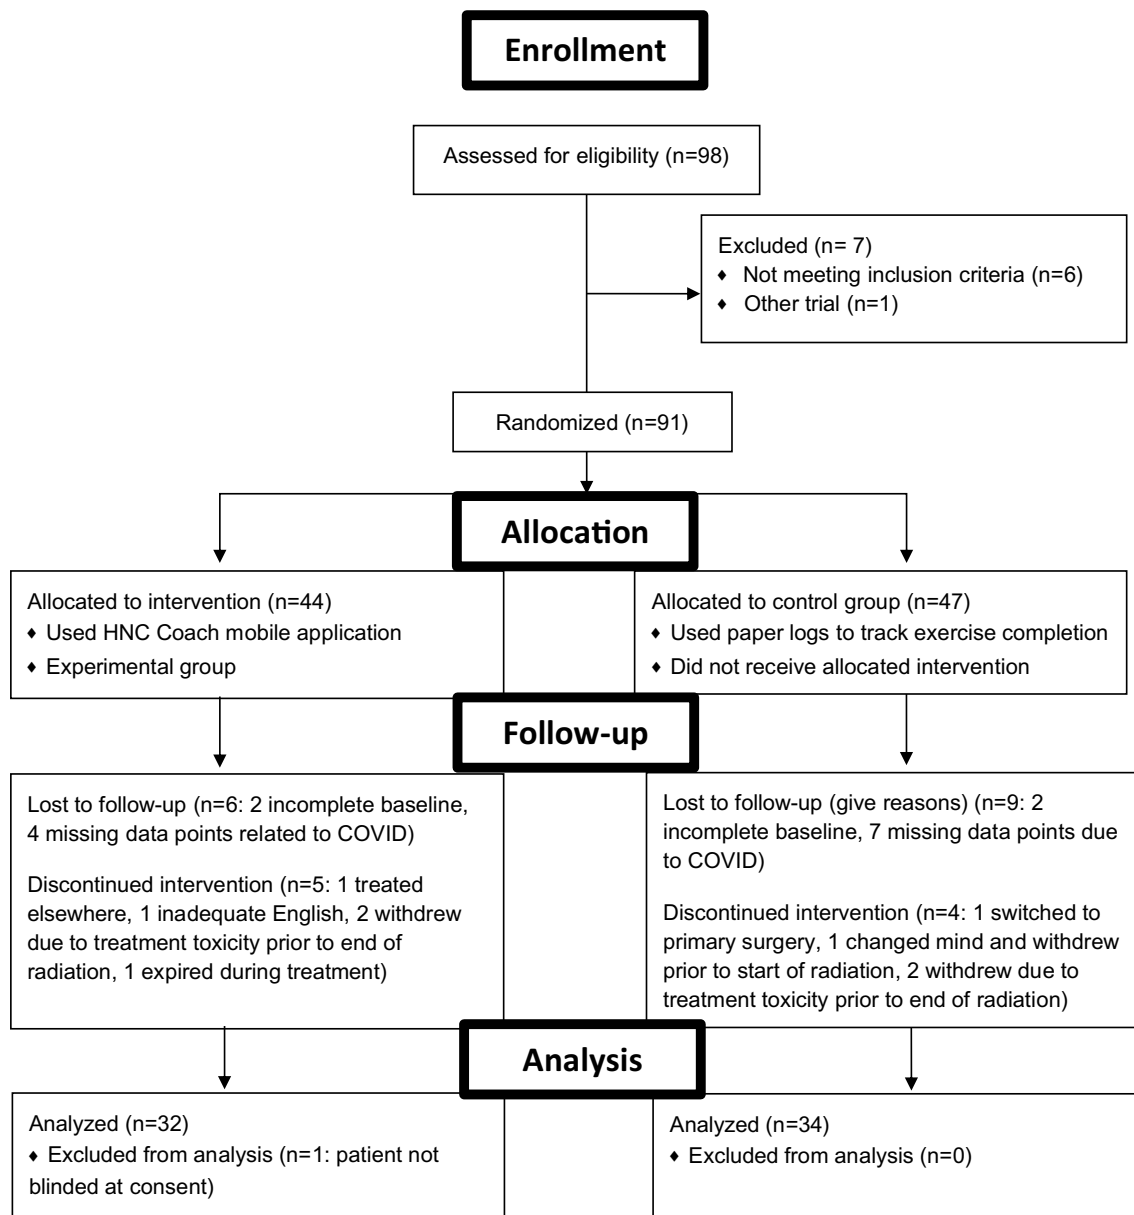 Enrollment
Assessed for eligibility (n=98)
Excluded (n= 7)
♦ Not meeting inclusion criteria (n=6)
♦ Other trial (n=1)
Randomized (n=91)
Allocation
Allocated to intervention (n=44)
♦ Used HNC Coach mobile application
♦ Experimental group
Allocated to control group (n=47)
♦ Used paper logs to track exercise completion
♦ Did not receive allocated intervention
Follow-up
Lost to follow-up (n=6: 2 incomplete baseline,
4 missing data points related to COVID)
Discontinued intervention (n=5: 1 treated
elsewhere, 1 inadequate English, 2 withdrew
due to treatment toxicity prior to end of
radiation, 1 expired during treatment)
Lost to follow-up (give reasons) (n=9: 2
incomplete baseline, 7 missing data points due
to COVID)
Discontinued intervention (n=4: 1 switched to
primary surgery, 1 changed mind and withdrew
prior to start of radiation, 2 withdrew due to
treatment toxicity prior to end of radiation)
Analysis
Analyzed (n=32)
♦ Excluded from analysis (n=1: patient not
blinded at consent)
Analyzed (n=34)
♦ Excluded from analysis (n=0)